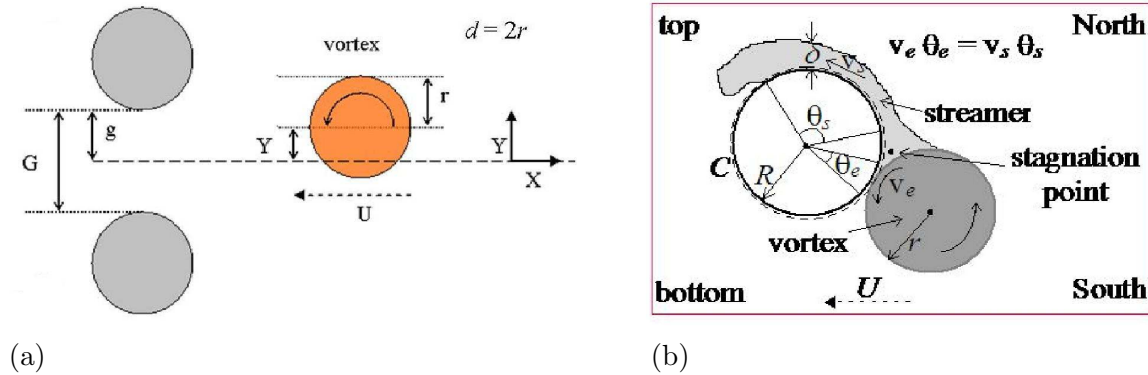 vortex
d = 2r
r
g
Y
G
Y
X
U
(a)
top
North
v_e θ_e = v_s θ_s
δ
v_s
streamer
θ_s
stagnation
point
θ_e
C
R
v_e
vortex
r
bottom
U
South
(b)